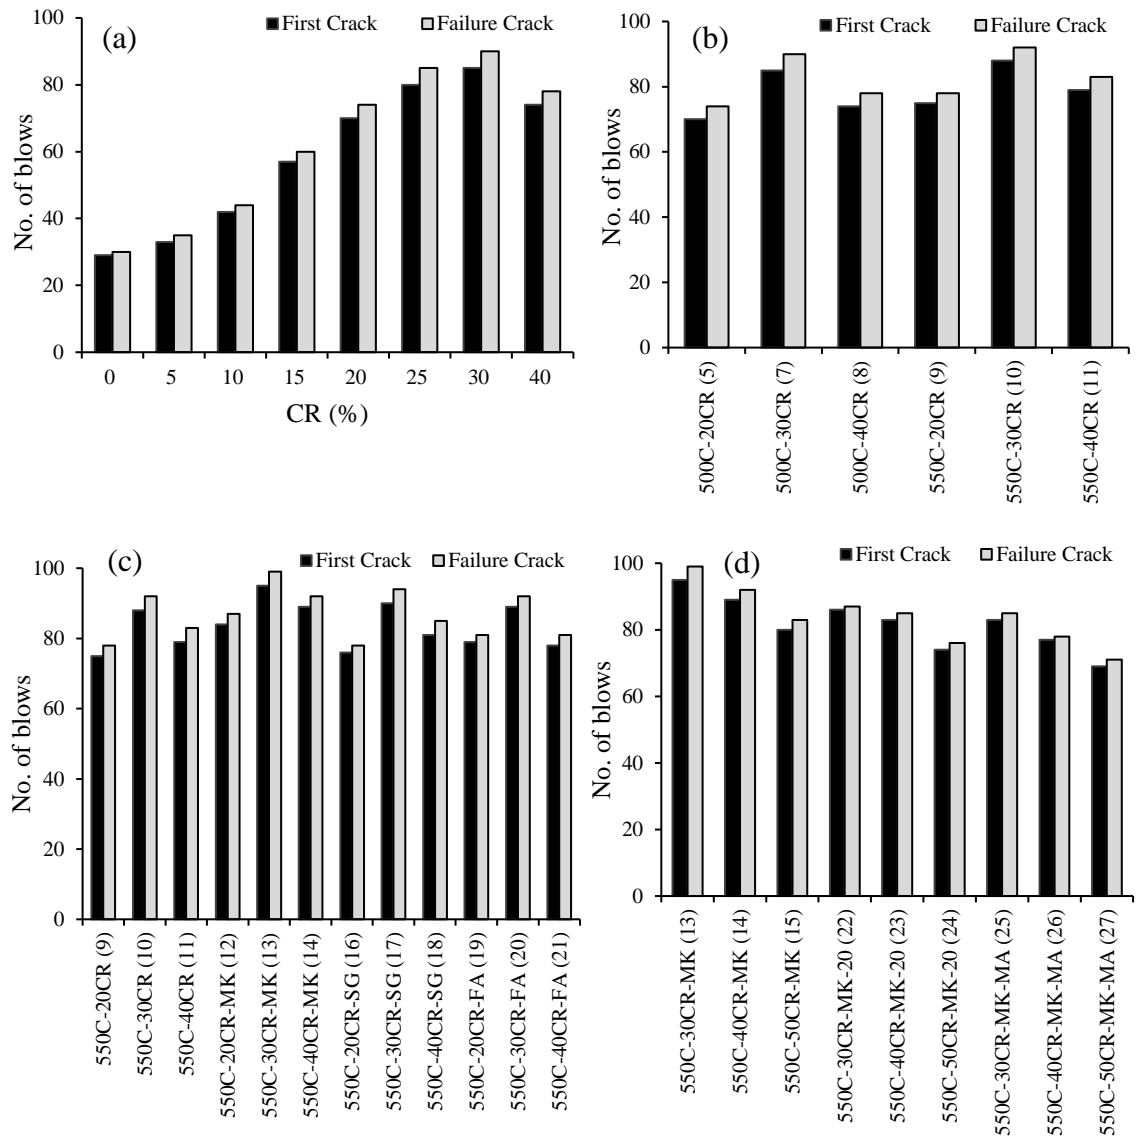 (a)
First Crack Failure Crack
No. of blows
100
80
60
40
20
0
0 5 10 15 20 25 30 40
CR (%)
(b)
First Crack Failure Crack
No. of blows
100
80
60
40
20
0
500C-20CR (5)
500C-30CR (7)
500C-40CR (8)
550C-20CR (9)
550C-30CR (10)
550C-40CR (11)
(c)
First Crack Failure Crack
No. of blows
100
80
60
40
20
0
550C-20CR (9)
550C-30CR (10)
550C-40CR (11)
550C-20CR-MK (12)
550C-30CR-MK (13)
550C-40CR-MK (14)
550C-20CR-SG (16)
550C-30CR-SG (17)
550C-40CR-SG (18)
550C-20CR-FA (19)
550C-30CR-FA (20)
550C-40CR-FA (21)
(d)
First Crack Failure Crack
No. of blows
100
80
60
40
20
0
550C-30CR-MK (13)
550C-40CR-MK (14)
550C-50CR-MK (15)
550C-30CR-MK-20 (22)
550C-40CR-MK-20 (23)
550C-50CR-MK-20 (24)
550C-30CR-MK-MA (25)
550C-40CR-MK-MA (26)
550C-50CR-MK-MA (27)